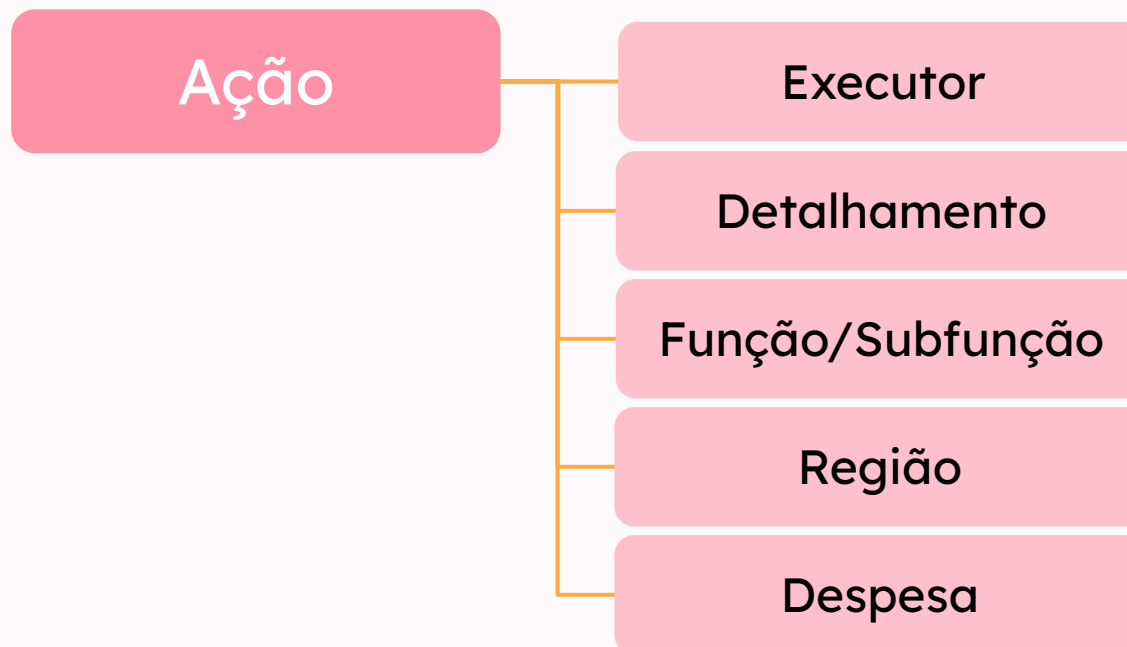 Ação
Executor
Detalhamento
Função/Subfunção
Região
Despesa